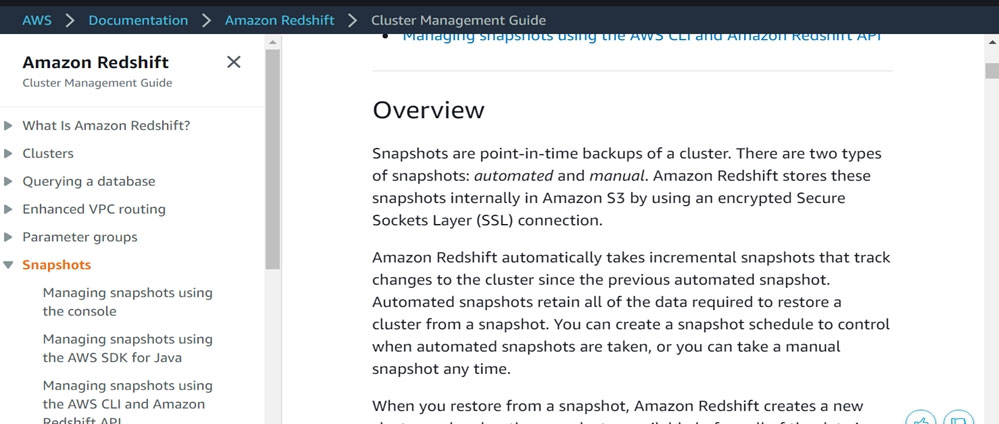 AWS > Documentation > Amazon Redshift > Cluster Management Guide
Amazon Redshift
Cluster Management Guide
What Is Amazon Redshift?
Clusters
Querying a database
Enhanced VPC routing
Parameter groups
Snapshots
Managing snapshots using
the console
Managing snapshots using
the AWS SDK for Java
Managing snapshots using
the AWS CLI and Amazon
Redshift API
Managing snapshots using the AWS CLI and Amazon Redshift API
Overview
Snapshots are point-in-time backups of a cluster. There are two types
of snapshots: automated and manual. Amazon Redshift stores these
snapshots internally in Amazon S3 by using an encrypted Secure
Sockets Layer (SSL) connection.
Amazon Redshift automatically takes incremental snapshots that track
changes to the cluster since the previous automated snapshot.
Automated snapshots retain all of the data required to restore a
cluster from a snapshot. You can create a snapshot schedule to control
when automated snapshots are taken, or you can take a manual
snapshot any time.
When you restore from a snapshot, Amazon Redshift creates a new